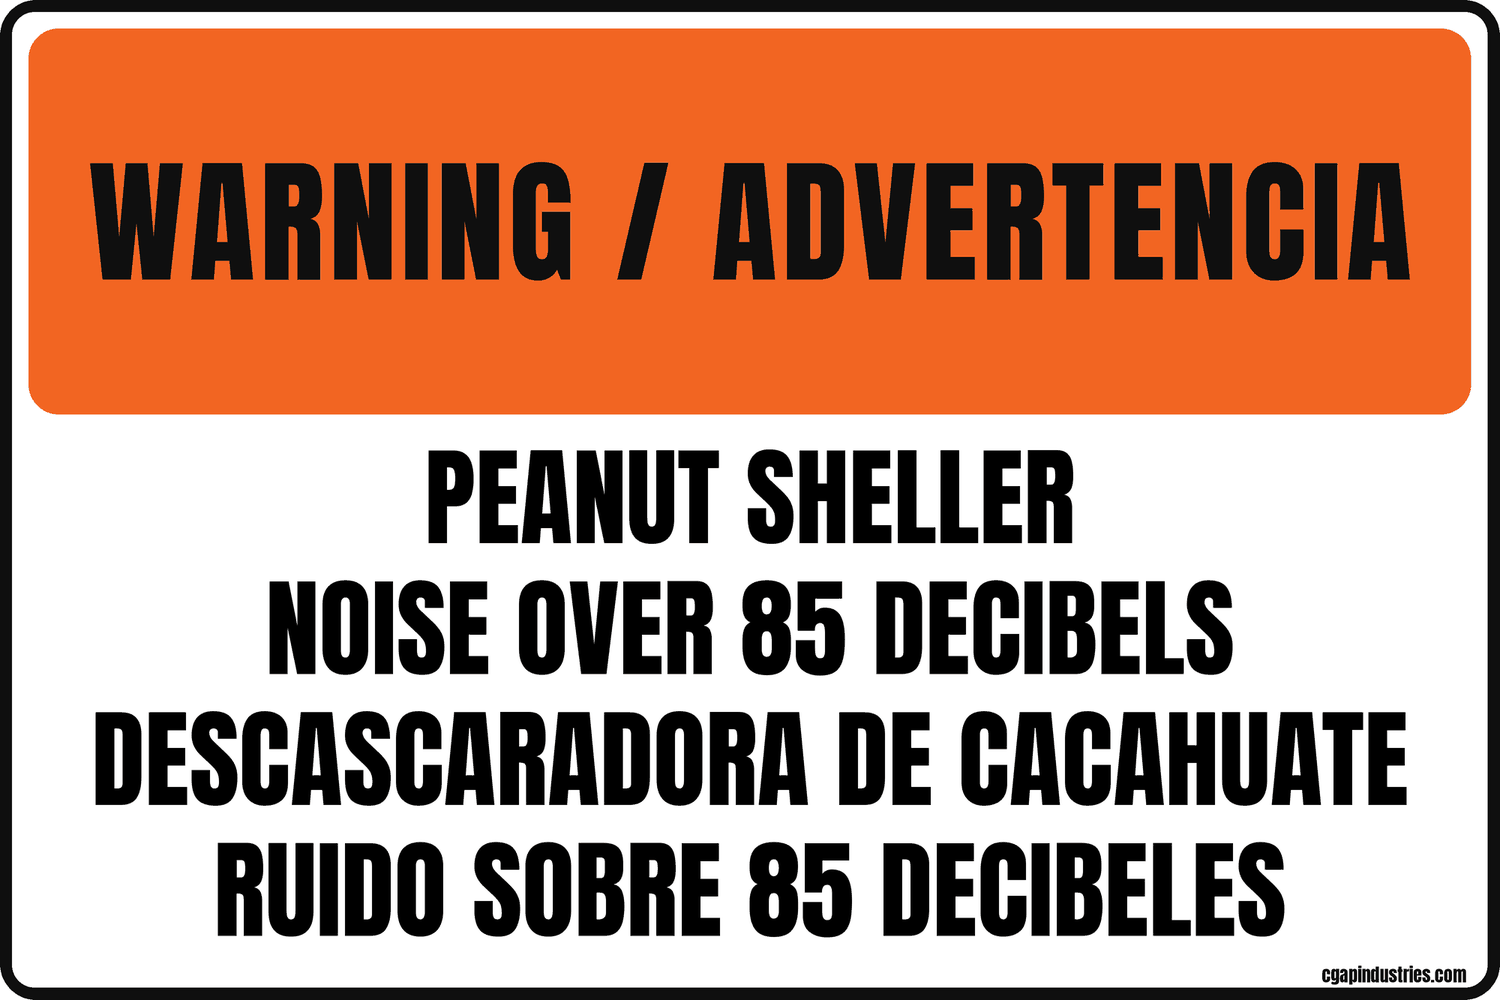 WARNING / ADVERTENCIA
PEANUT SHELLER
NOISE OVER 85 DECIBELS
DESCASCARADORA DE CACAHUATE
RUIDO SOBRE 85 DECIBELES
cgapindustries.com